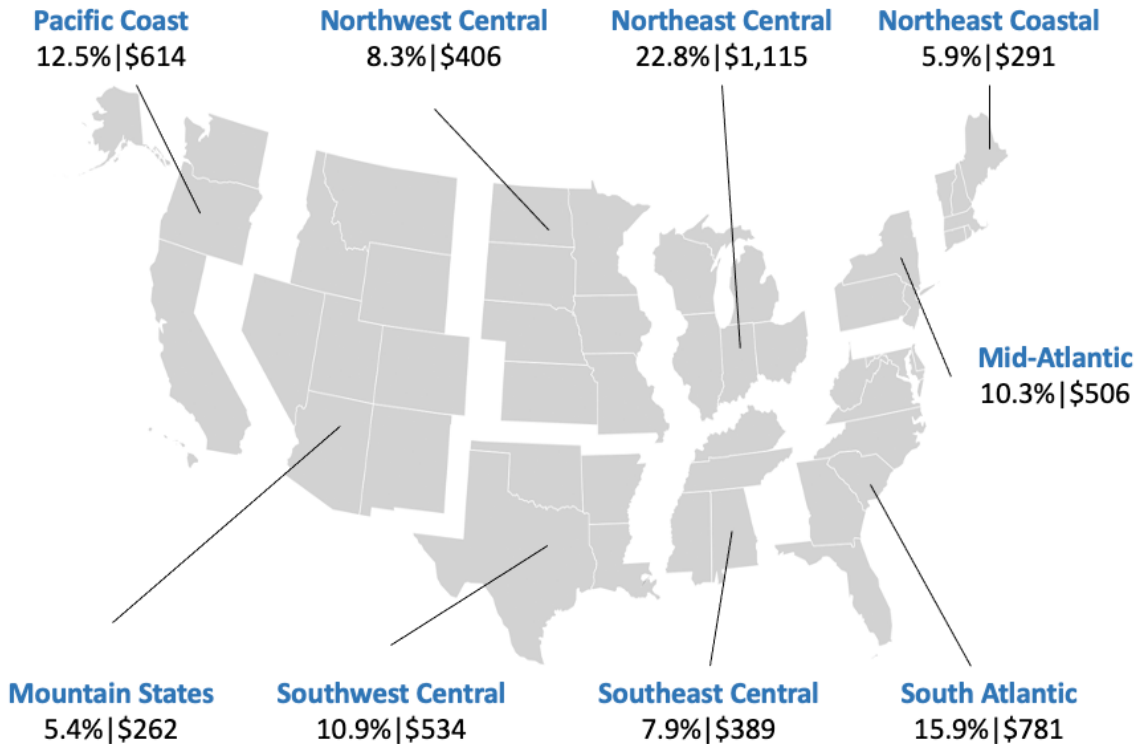 Pacific Coast
12.5%|$614
Northwest Central
8.3%|$406
Northeast Central
22.8%|$1,115
Northeast Coastal
5.9%|$291
Mid-Atlantic
10.3%|$506
Mountain States
5.4%|$262
Southwest Central
10.9%|$534
Southeast Central
7.9%|$389
South Atlantic
15.9%|$781